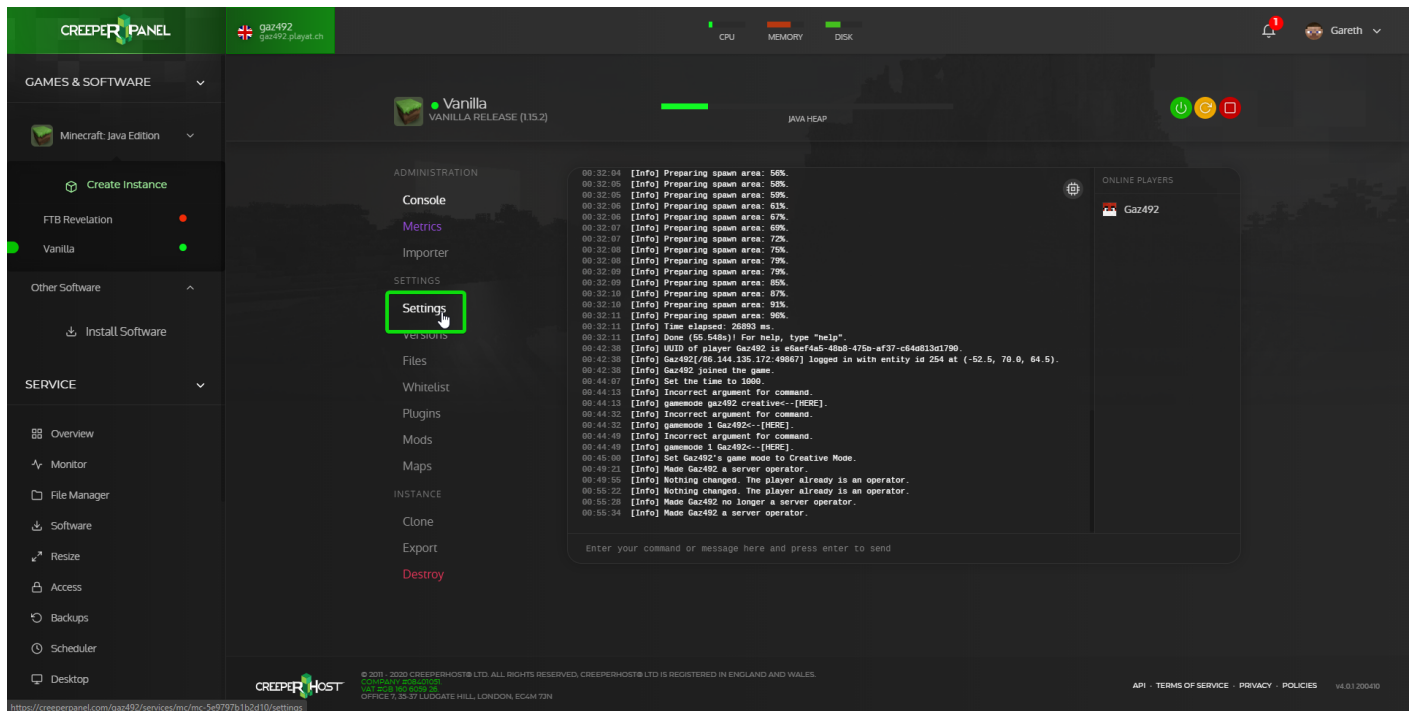 CREEPER PANEL
gaz492
gaz492.playat.ch
CPU
MEMORY
DISK
1
Gareth
GAMES & SOFTWARE
Minecraft: Java Edition
Create Instance
FTB Revelation
Vanilla
Other Software
Install Software
SERVICE
Overview
Monitor
File Manager
Software
Resize
Access
Backups
Scheduler
Desktop
Vanilla
VANILLA RELEASE (1.15.2)
JAVA HEAP
ADMINISTRATION
Console
Metrics
Importer
SETTINGS
Settings
Versions
Files
Whitelist
Plugins
Mods
Maps
INSTANCE
Clone
Export
Destroy
00:32:04 [Info] Preparing spawn area: 56%.
00:32:05 [Info] Preparing spawn area: 58%.
00:32:05 [Info] Preparing spawn area: 59%.
00:32:06 [Info] Preparing spawn area: 61%.
00:32:06 [Info] Preparing spawn area: 67%.
00:32:07 [Info] Preparing spawn area: 69%.
00:32:07 [Info] Preparing spawn area: 72%.
00:32:08 [Info] Preparing spawn area: 75%.
00:32:08 [Info] Preparing spawn area: 79%.
00:32:09 [Info] Preparing spawn area: 79%.
00:32:09 [Info] Preparing spawn area: 85%.
00:32:10 [Info] Preparing spawn area: 87%.
00:32:10 [Info] Preparing spawn area: 91%.
00:32:11 [Info] Preparing spawn area: 96%.
00:32:11 [Info] Time elapsed: 26893 ms.
00:32:11 [Info] Done (55.548s)! For help, type "help".
00:42:38 [Info] UUID of player Gaz492 is e6aef4a5-48b8-475b-af37-c64d813d1790.
00:42:38 [Info] Gaz492[/86.144.135.172:49867] logged in with entity id 254 at (-52.5, 70.0, 64.5).
00:42:38 [Info] Gaz492 joined the game.
00:44:07 [Info] Set the time to 1000.
00:44:13 [Info] Incorrect argument for command.
00:44:13 [Info] gamemode gaz492 creative<--[HERE].
00:44:32 [Info] Incorrect argument for command.
00:44:32 [Info] gamemode 1 Gaz492<--[HERE].
00:44:49 [Info] Incorrect argument for command.
00:44:49 [Info] gamemode 1 Gaz492<--[HERE].
00:45:00 [Info] Set Gaz492's game mode to Creative Mode.
00:49:21 [Info] Made Gaz492 a server operator.
00:49:55 [Info] Nothing changed. The player already is an operator.
00:55:22 [Info] Nothing changed. The player already is an operator.
00:55:28 [Info] Made Gaz492 no longer a server operator.
00:55:34 [Info] Made Gaz492 a server operator.
Enter your command or message here and press enter to send
ONLINE PLAYERS
Gaz492
CREEPER HOST
© 2011 - 2020 CREEPERHOST® LTD. ALL RIGHTS RESERVED, CREEPERHOST® LTD IS REGISTERED IN ENGLAND AND WALES.
COMPANY #08401051.
VAT #GB 160 6059 26.
OFFICE 7, 35-37 LUDGATE HILL, LONDON, EC4M 7JN
API - TERMS OF SERVICE - PRIVACY - POLICIES v4.0.1.200410
https://creeperpanel.com/gaz492/services/mc/mc-5e9797b1b2d10/settings